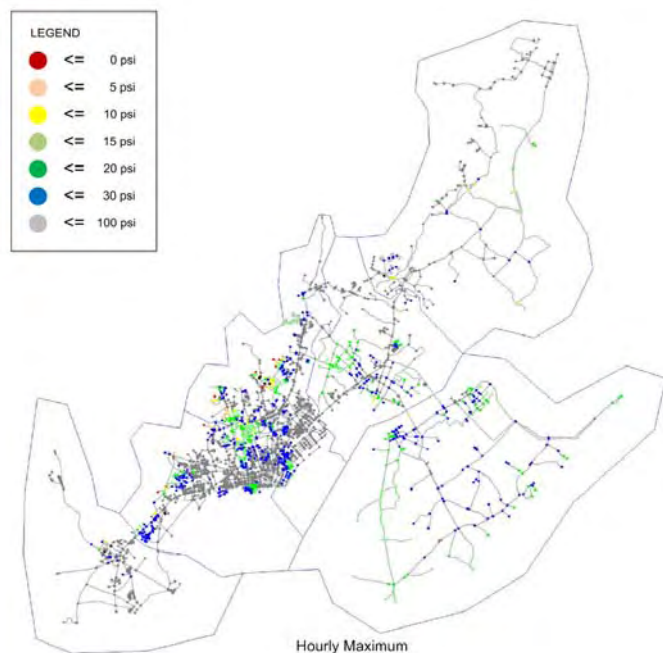 LEGEND
<= 0 psi
<= 5 psi
<= 10 psi
<= 15 psi
<= 20 psi
<= 30 psi
<= 100 psi
Hourly Maximum